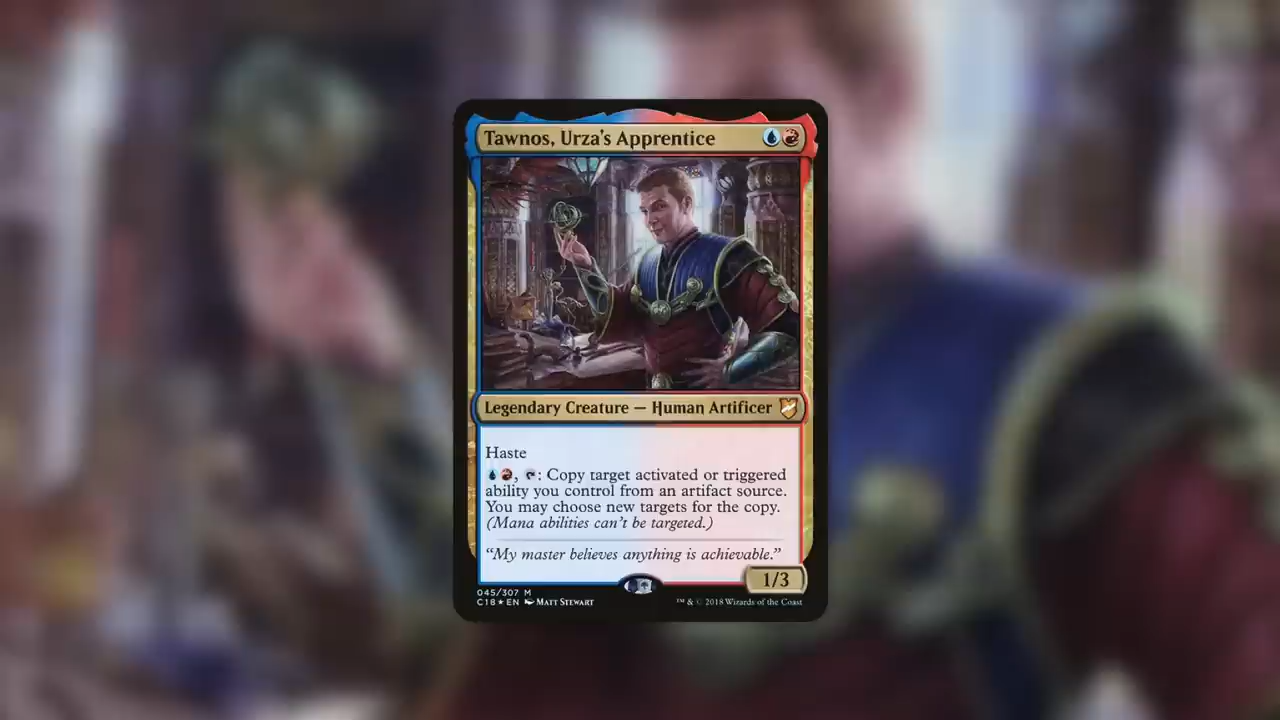 Tawnos, Urza's Apprentice
Legendary Creature — Human Artificer
Haste
: Copy target activated or triggered
ability you control from an artifact source.
You may choose new targets for the copy.
(Mana abilities can't be targeted.)
"My master believes anything is achievable."
1/3
045/307 M
C18★EN Matt Stewart
™ & © 2018 Wizards of the Coast